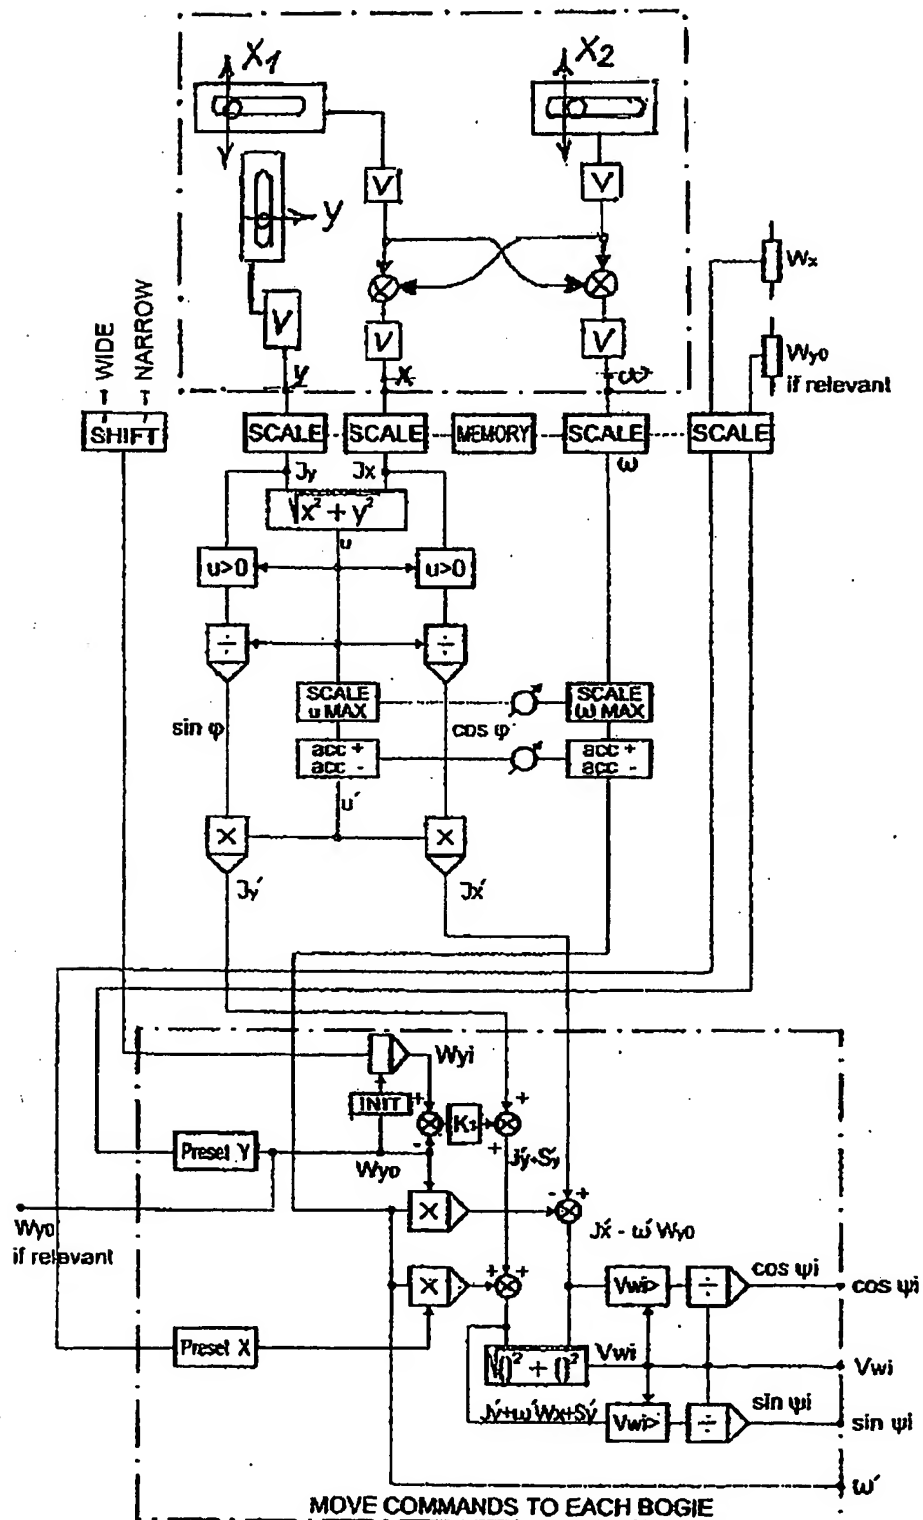 X1
X2
y
V
V
V
V
V
y
X
ω
Wx
Wy0
if relevant
WIDE
NARROW
SHIFT
SCALE
SCALE
MEMORY
SCALE
SCALE
Jy
Jx
ω
√x² + y²
u
u>0
u>0
÷
÷
SCALE
u MAX
SCALE
ω MAX
sin φ
cos φ
acc +
acc -
acc +
acc -
u′
X
X
Jy′
Jx′
Wyi
INIT
+
-
K
+
+
Preset Y
Wyo
Jy′+Sy′
X
-
+
Wy0
if relevant
Jx′ - ω′ Wy0
X
+
+
Vwi>
÷
cos ψi
cos ψi
Preset X
√()² + ()²
Vwi
Vwi
Jy′+ω′Wx+Sy′
Vwi>
÷
sin ψi
sin ψi
ω′
MOVE COMMANDS TO EACH BOGIE